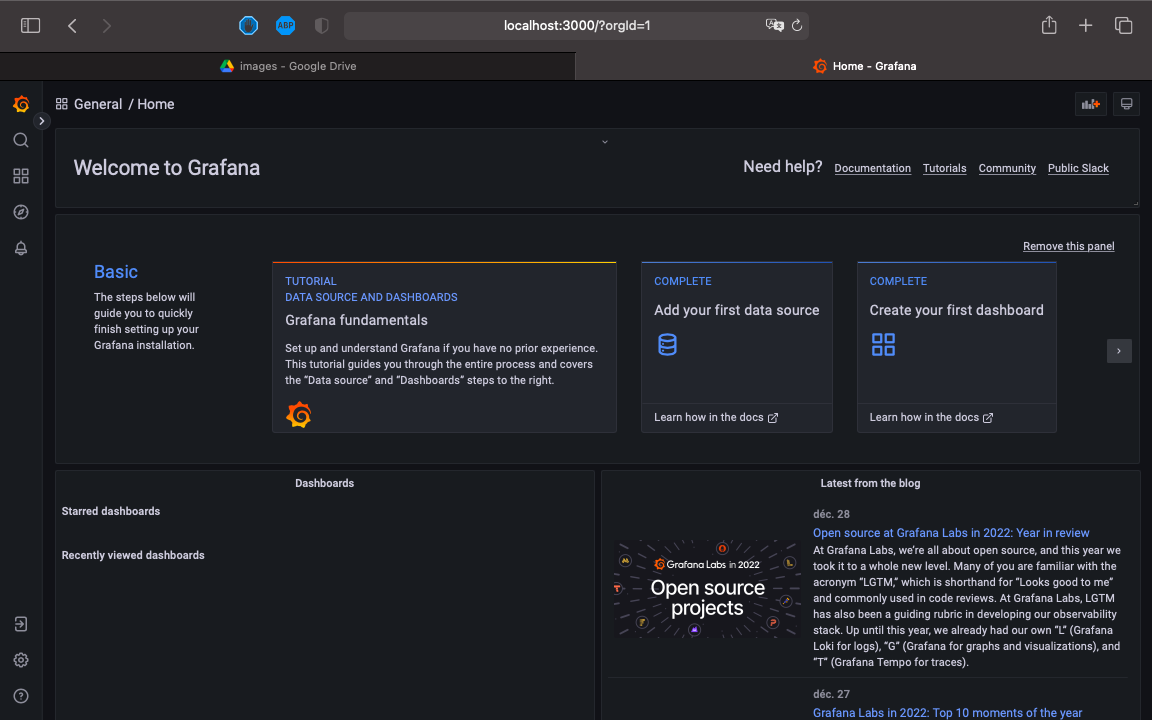 ABP
localhost:3000/?orgId=1
images – Google Drive
Home – Grafana
General / Home
Welcome to Grafana
Need help? Documentation Tutorials Community Public Slack
Remove this panel
Basic
The steps below will
guide you to quickly
finish setting up your
Grafana installation.
TUTORIAL
DATA SOURCE AND DASHBOARDS
Grafana fundamentals
Set up and understand Grafana if you have no prior experience.
This tutorial guides you through the entire process and covers
the “Data source” and “Dashboards” steps to the right.
COMPLETE
Add your first data source
Learn how in the docs
COMPLETE
Create your first dashboard
Learn how in the docs
Dashboards
Starred dashboards
Recently viewed dashboards
Latest from the blog
Grafana Labs in 2022
Open source
projects
déc. 28
Open source at Grafana Labs in 2022: Year in review
At Grafana Labs, we’re all about open source, and this year we
took it to a whole new level. Many of you are familiar with the
acronym “LGTM,” which is shorthand for “Looks good to me”
and commonly used in code reviews. At Grafana Labs, LGTM
has also been a guiding rubric in developing our observability
stack. Up until this year, we already had our own “L” (Grafana
Loki for logs), “G” (Grafana for graphs and visualizations), and
“T” (Grafana Tempo for traces).
déc. 27
Grafana Labs in 2022: Top 10 moments of the year